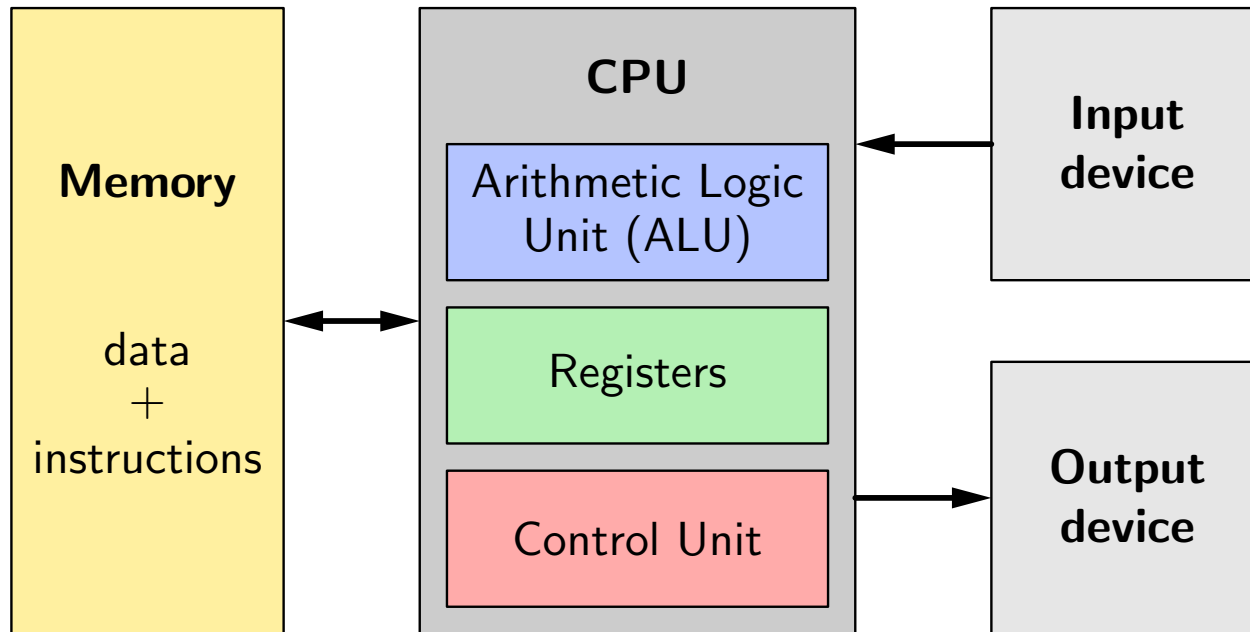 Memory
data
+
instructions
CPU
Arithmetic Logic
Unit (ALU)
Registers
Control Unit
Input
device
Output
device